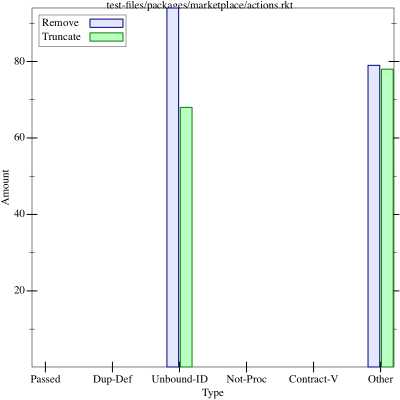 test-files/packages/marketplace/actions.rkt
Remove
Truncate
80
60
40
20
Amount
Passed Dup-Def Unbound-ID Not-Proc Contract-V Other
Type